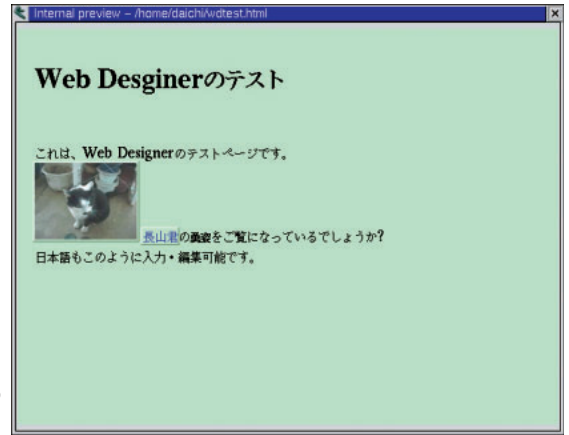 Internal preview – /home/daichi/wdtest.html
Web Desginerのテスト
これは、Web Designerのテストページです。
長山君の勇姿をご覧になっているでしょうか?
日本語もこのように入力・編集可能です。